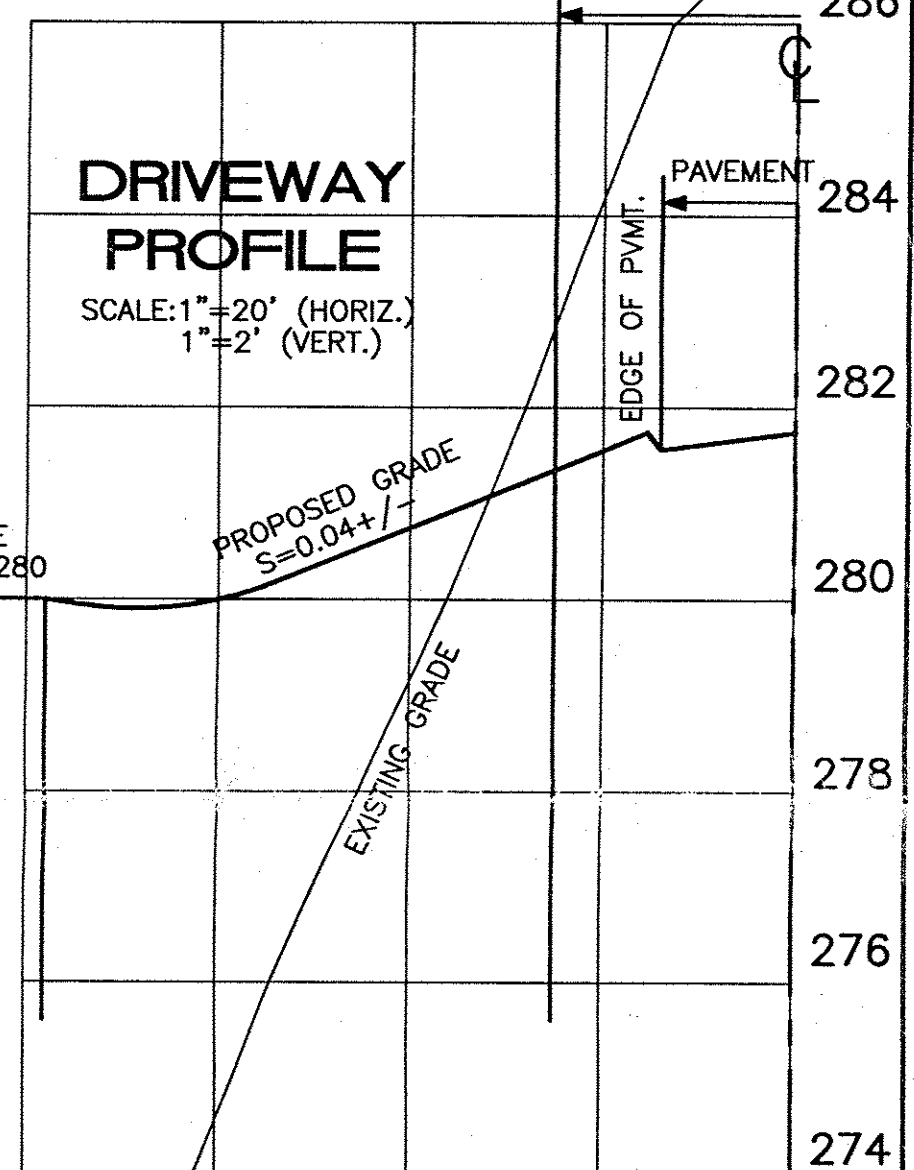 286
C
L
DRIVEWAY
PROFILE
SCALE:1"=20' (HORIZ.)
1"=2' (VERT.)
PAVEMENT
284
EDGE OF PVMT.
282
PROPOSED GRADE
S=0.04+/-
E
280
280
EXISTING GRADE
278
276
274